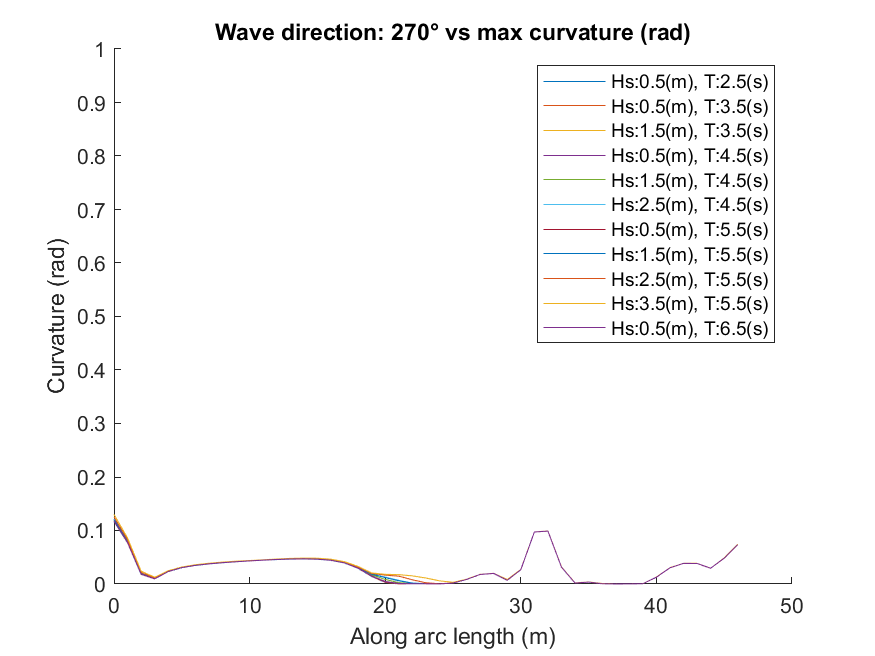 Wave direction: 270° vs max curvature (rad)
1
0.9
0.8
0.7
0.6
0.5
0.4
0.3
0.2
0.1
0
Curvature (rad)
Hs:0.5(m), T:2.5(s)
Hs:0.5(m), T:3.5(s)
Hs:1.5(m), T:3.5(s)
Hs:0.5(m), T:4.5(s)
Hs:1.5(m), T:4.5(s)
Hs:2.5(m), T:4.5(s)
Hs:0.5(m), T:5.5(s)
Hs:1.5(m), T:5.5(s)
Hs:2.5(m), T:5.5(s)
Hs:3.5(m), T:5.5(s)
Hs:0.5(m), T:6.5(s)
0 10 20 30 40 50
Along arc length (m)